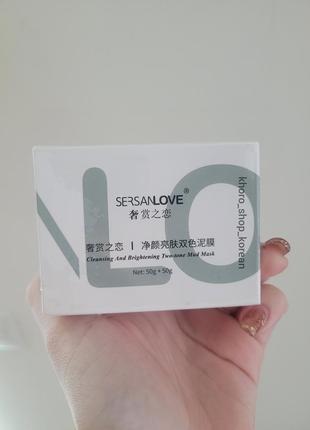 NLO
SERSANLOVE®
奢赏之恋
奢赏之恋 | 净颜亮肤双色泥膜
Cleansing And Brightening Two-tone Mud Mask
Net: 50g + 50g
khoro_shop_korean